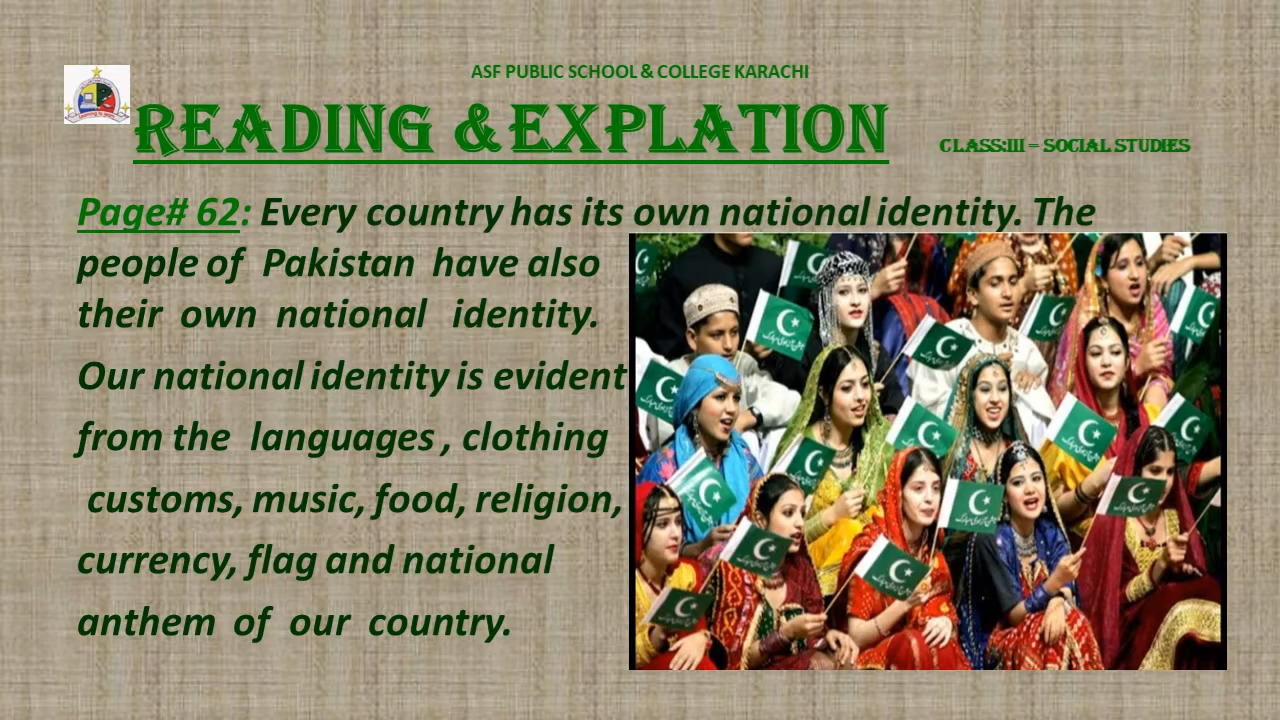 ASF PUBLIC SCHOOL & COLLEGE KARACHI
READING & EXPLATION
CLASS:III – SOCIAL STUDIES
Page# 62: Every country has its own national identity. The
people of Pakistan have also
their own national identity.
Our national identity is evident
from the languages , clothing
customs, music, food, religion,
currency, flag and national
anthem of our country.